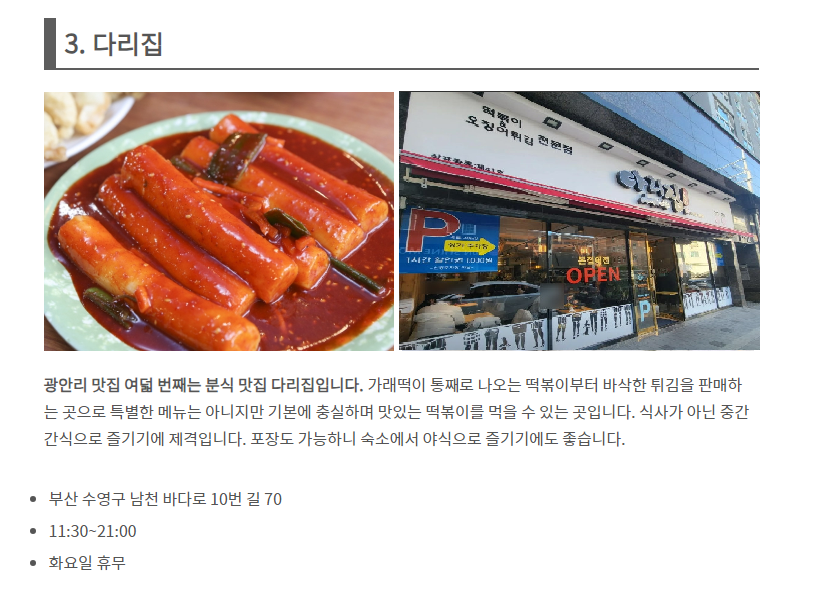 3. 다리집
떡볶이
&
오징어튀김 전문점
다리집
P
OPEN
P
광안리 맛집 여덟 번째는 분식 맛집 다리집입니다. 가래떡이 통째로 나오는 떡볶이부터 바삭한 튀김을 판매하
는 곳으로 특별한 메뉴는 아니지만 기본에 충실하며 맛있는 떡볶이를 먹을 수 있는 곳입니다. 식사가 아닌 중간
간식으로 즐기기에 제격입니다. 포장도 가능하니 숙소에서 야식으로 즐기기에도 좋습니다.
부산 수영구 남천 바다로 10번 길 70
11:30~21:00
화요일 휴무